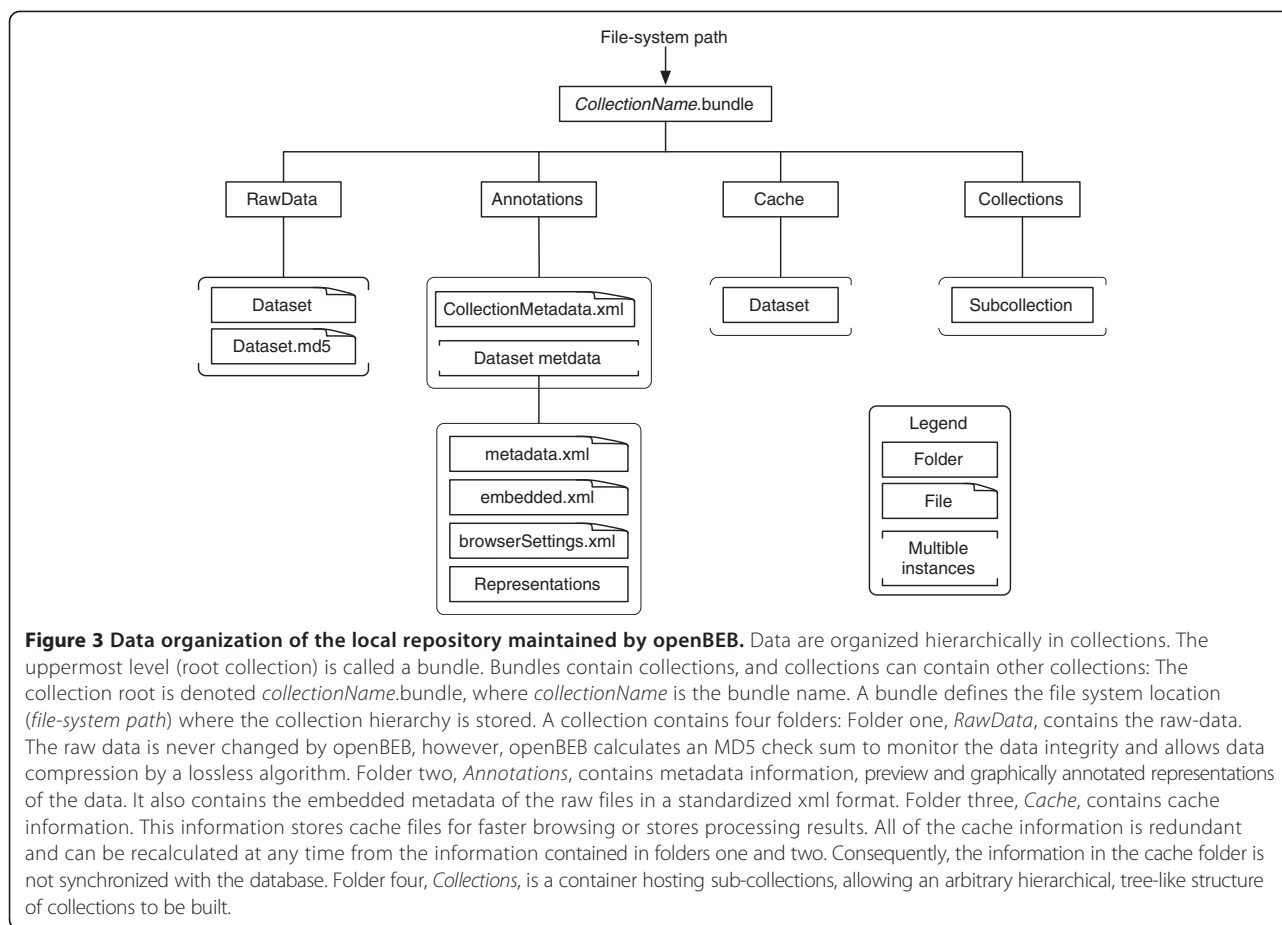 File-system path
CollectionName.bundle
RawData
Annotations
Cache
Collections
Dataset
Dataset.md5
CollectionMetadata.xml
Dataset metdata
Dataset
Subcollection
metadata.xml
embedded.xml
browserSettings.xml
Representations
Legend
Folder
File
Multible
instances
Figure 3 Data organization of the local repository maintained by openBEB. Data are organized hierarchically in collections. The
uppermost level (root collection) is called a bundle. Bundles contain collections, and collections can contain other collections: The
collection root is denoted collectionName.bundle, where collectionName is the bundle name. A bundle defines the file system location
(file-system path) where the collection hierarchy is stored. A collection contains four folders: Folder one, RawData, contains the raw-data.
The raw data is never changed by openBEB, however, openBEB calculates an MD5 check sum to monitor the data integrity and allows data
compression by a lossless algorithm. Folder two, Annotations, contains metadata information, preview and graphically annotated representations
of the data. It also contains the embedded metadata of the raw files in a standardized xml format. Folder three, Cache, contains cache
information. This information stores cache files for faster browsing or stores processing results. All of the cache information is redundant
and can be recalculated at any time from the information contained in folders one and two. Consequently, the information in the cache folder is
not synchronized with the database. Folder four, Collections, is a container hosting sub-collections, allowing an arbitrary hierarchical, tree-like structure
of collections to be built.